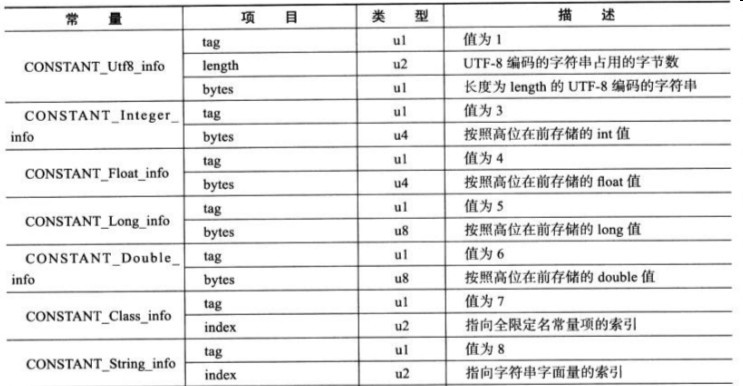 常 量 项 目 类 型 描 述
CONSTANT_Utf8_info tag u1 值为 1
length u2 UTF-8 编码的字符串占用的字节数
bytes u1 长度为 length 的 UTF-8 编码的字符串
CONSTANT_Integer_
info
tag u1 值为 3
bytes u4 按照高位在前存储的 int 值
CONSTANT_Float_info tag u1 值为 4
bytes u4 按照高位在前存储的 float 值
CONSTANT_Long_info tag u1 值为 5
bytes u8 按照高位在前存储的 long 值
CONSTANT_Double_
info
tag u1 值为 6
bytes u8 按照高位在前存储的 double 值
CONSTANT_Class_info tag u1 值为 7
index u2 指向全限定名常量项的索引
CONSTANT_String_info tag u1 值为 8
index u2 指向字符串字面量的索引